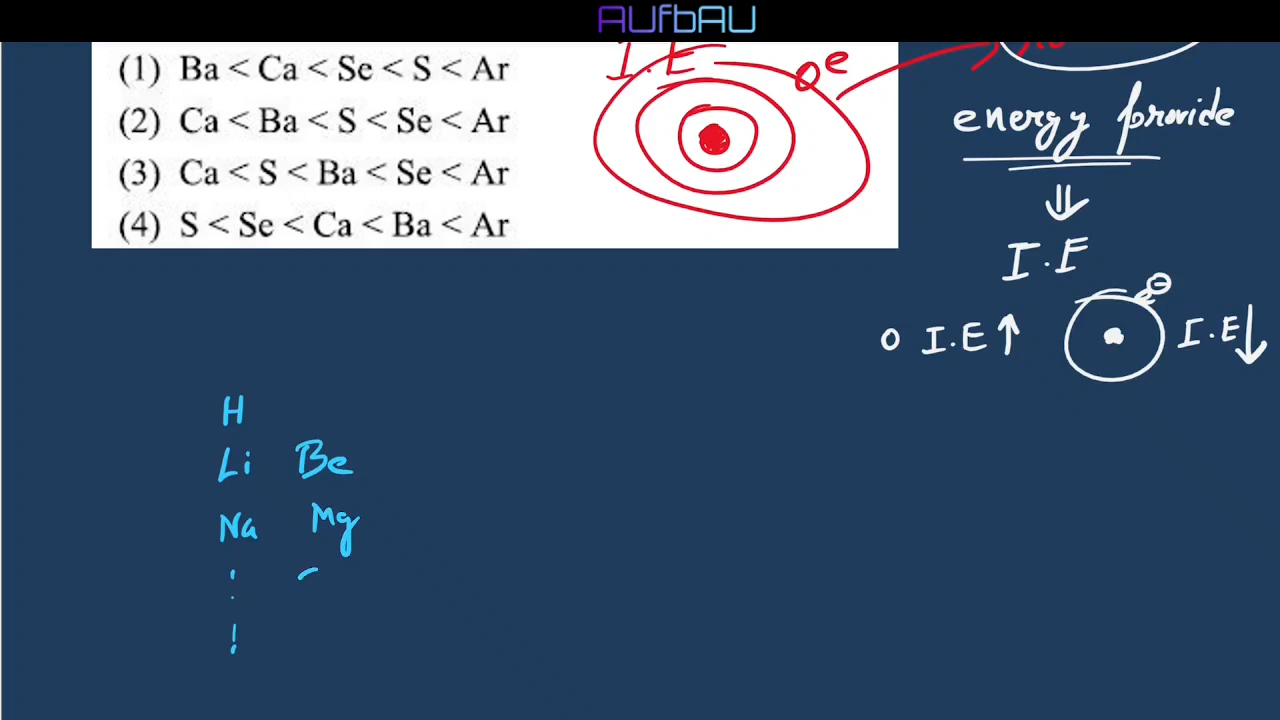 AUFBAU
(1) Ba < Ca < Se < S < Ar
(2) Ca < Ba < S < Se < Ar
(3) Ca < S < Ba < Se < Ar
(4) S < Se < Ca < Ba < Ar
I.E
e
energy provide
⇓
I.E
O I.E↑
e⊖
I.E↓
H
Li Be
Na Mg